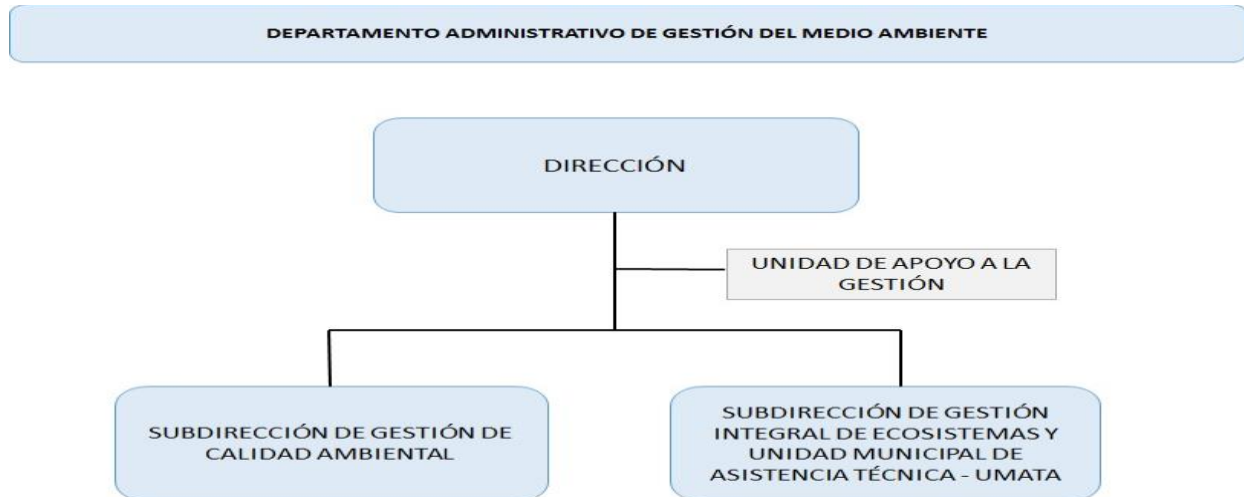 DEPARTAMENTO ADMINISTRATIVO DE GESTIÓN DEL MEDIO AMBIENTE
DIRECCIÓN
UNIDAD DE APOYO A LA
GESTIÓN
SUBDIRECCIÓN DE GESTIÓN DE
CALIDAD AMBIENTAL
SUBDIRECCIÓN DE GESTIÓN
INTEGRAL DE ECOSISTEMAS Y
UNIDAD MUNICIPAL DE
ASISTENCIA TÉCNICA - UMATA